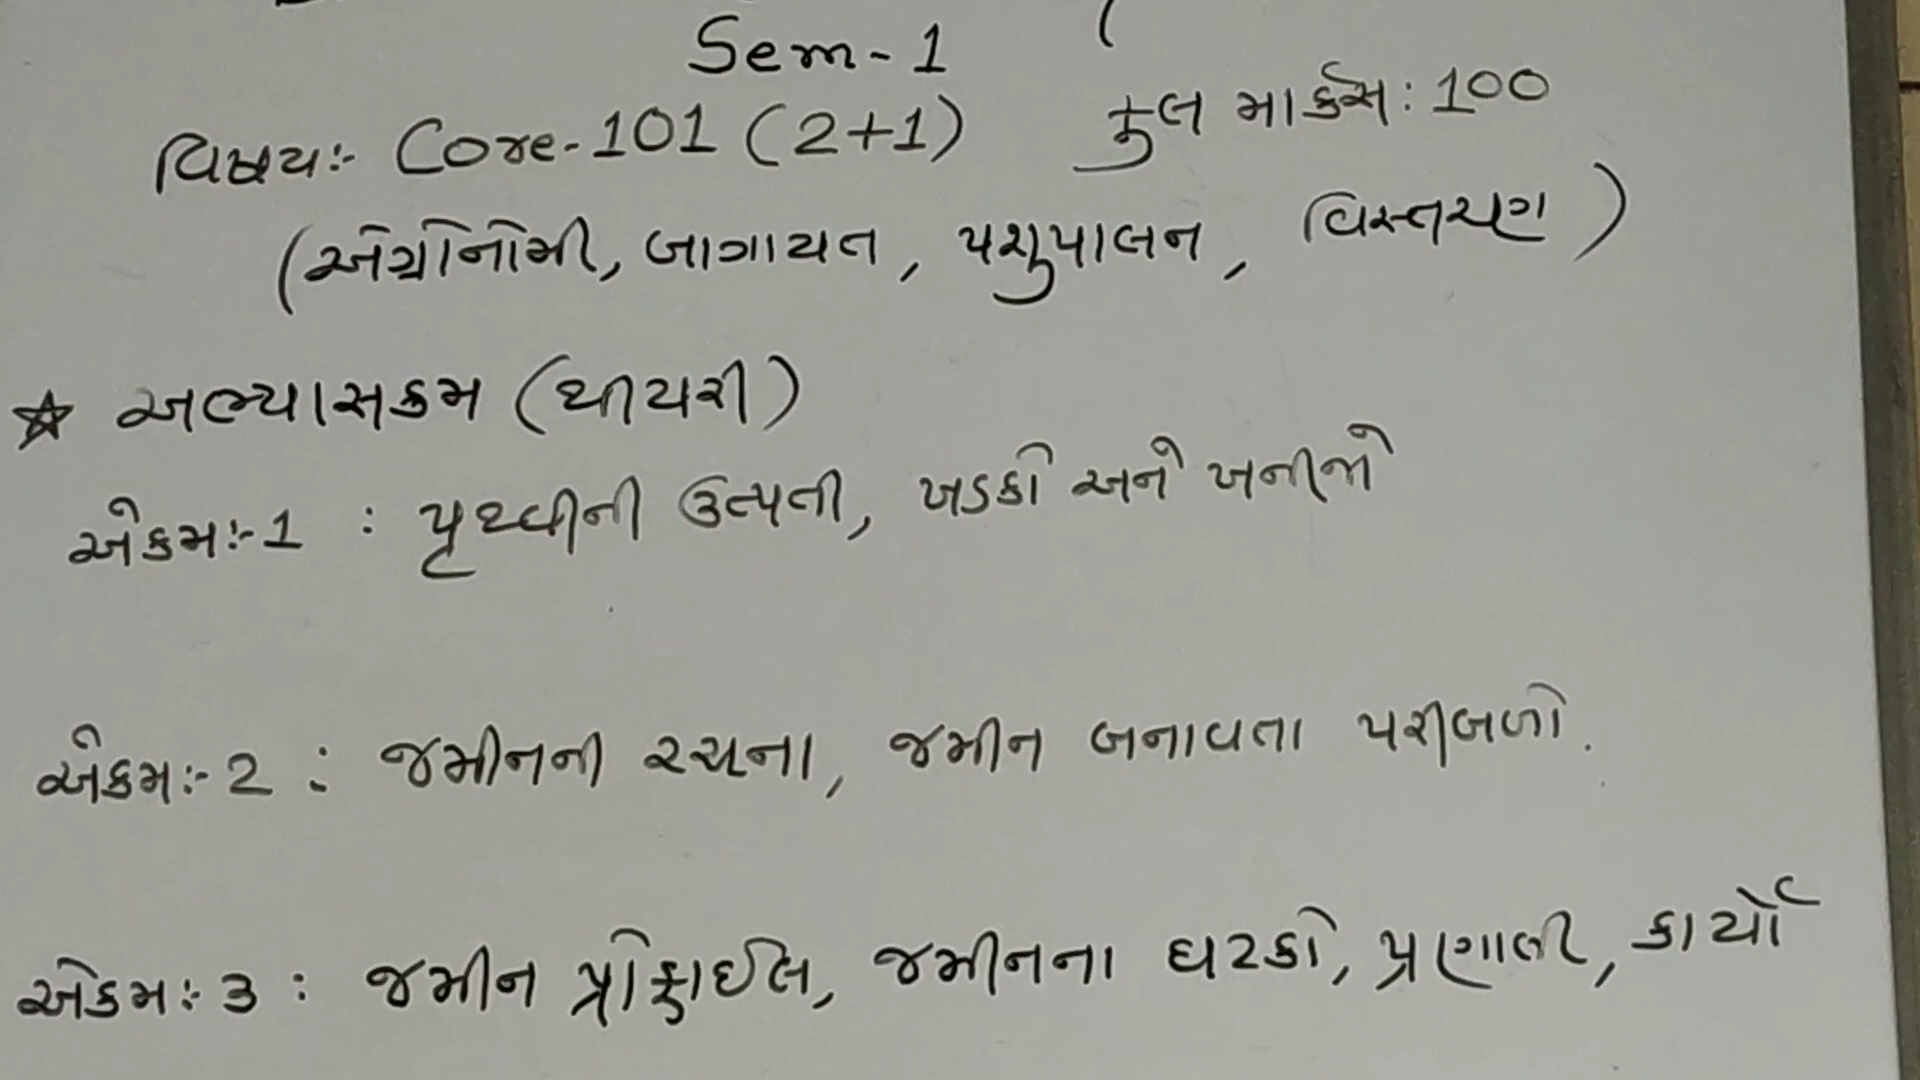 Sem-1
વિષય:- Core-101 (2+1) કુલ માર્કસ: 100
(એગ્રોનોમી, બાગાયત, પશુપાલન, વિસ્તરણ)
☆ અભ્યાસક્રમ (થીયરી)
એકમ:-1 : પૃથ્વીની ઉત્પતી, ખડકો અને ખનીજો
એકમ:-2 : જમીનની રચના, જમીન બનાવતા પરીબળો.
એકમ:-3 : જમીન પ્રોફાઈલ, જમીનના ઘટકો, પ્રણાલી, કાર્યો